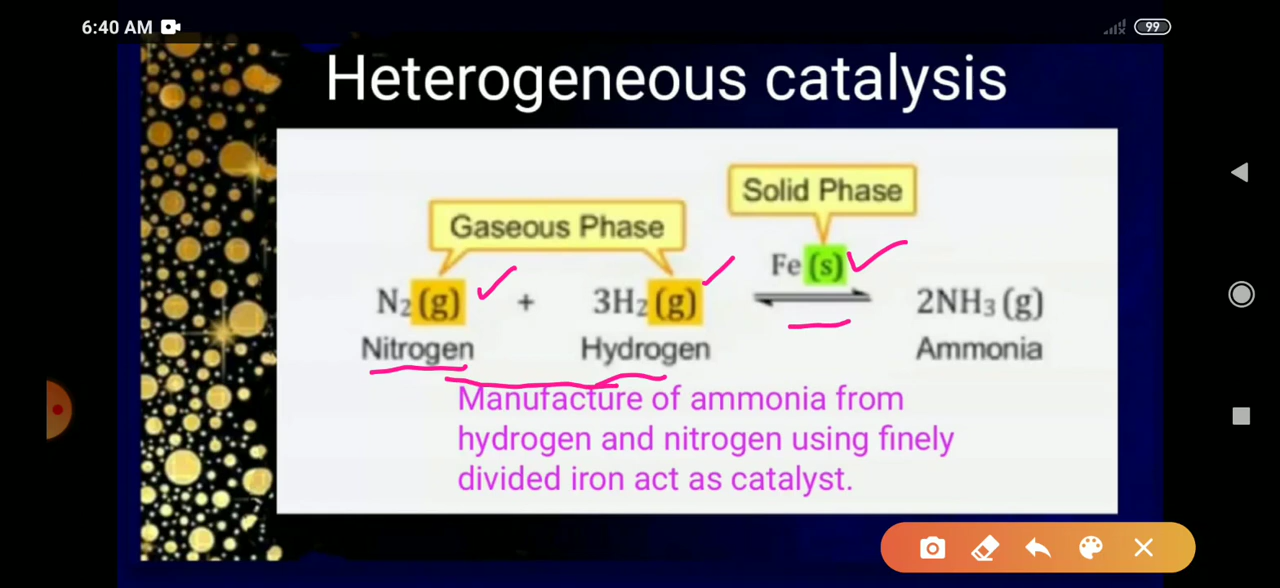 6:40 AM
99
Heterogeneous catalysis
Solid Phase
Gaseous Phase
Fe (s)
N₂ (g) + 3H₂ (g) ⇌ 2NH₃ (g)
Nitrogen Hydrogen Ammonia
Manufacture of ammonia from
hydrogen and nitrogen using finely
divided iron act as catalyst.